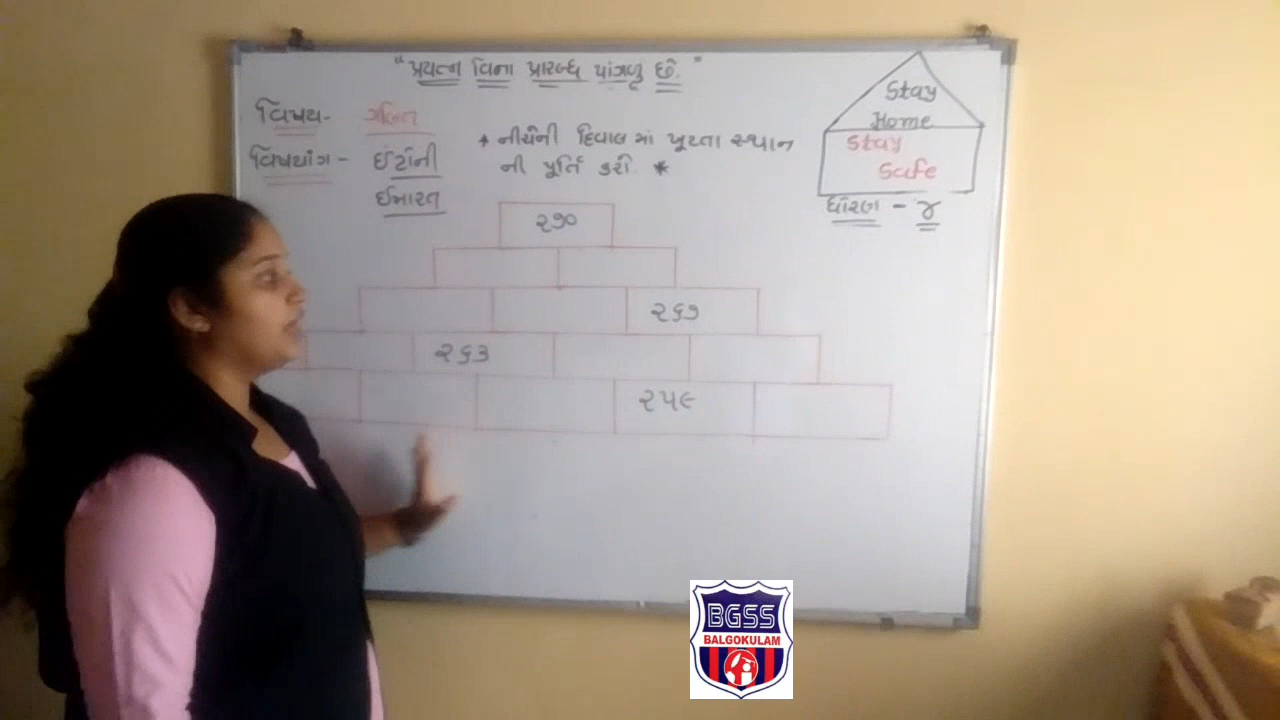 "પ્રયત્ન વિના પ્રારબ્ધ પાંગળુ છે."
વિષય- ગણિત
વિષયાંગ- ઈંટોની
ઈમારત
* નીચેની દિવાલ માં ખૂટતા સ્થાન
ની પૂર્તિ કરો. *
Stay
Home
Stay
Safe
ધોરણ - ૪
૨૭૦
૨૬૭
૨૬૩
૨૫૯
BGSS
BALGOKULAM